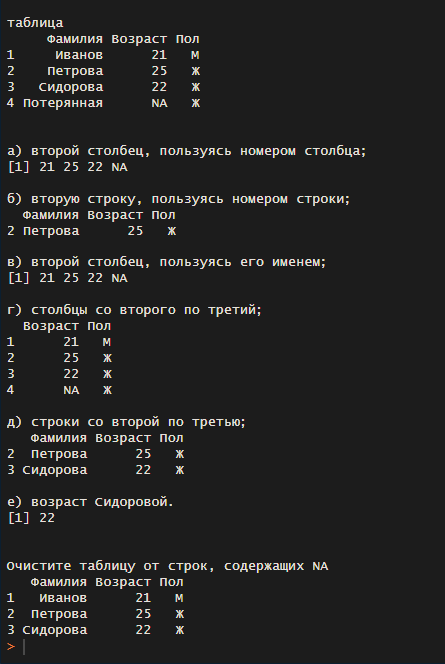 таблица
Фамилия Возраст Пол
1 Иванов 21 М
2 Петрова 25 Ж
3 Сидорова 22 Ж
4 Потерянная NA Ж
а) второй столбец, пользуясь номером столбца;
[1] 21 25 22 NA
б) вторую строку, пользуясь номером строки;
Фамилия Возраст Пол
2 Петрова 25 Ж
в) второй столбец, пользуясь его именем;
[1] 21 25 22 NA
г) столбцы со второго по третий;
Возраст Пол
1 21 М
2 25 Ж
3 22 Ж
4 NA Ж
д) строки со второй по третью;
Фамилия Возраст Пол
2 Петрова 25 Ж
3 Сидорова 22 Ж
е) возраст Сидоровой.
[1] 22
Очистите таблицу от строк, содержащих NA
Фамилия Возраст Пол
1 Иванов 21 М
2 Петрова 25 Ж
3 Сидорова 22 Ж
>